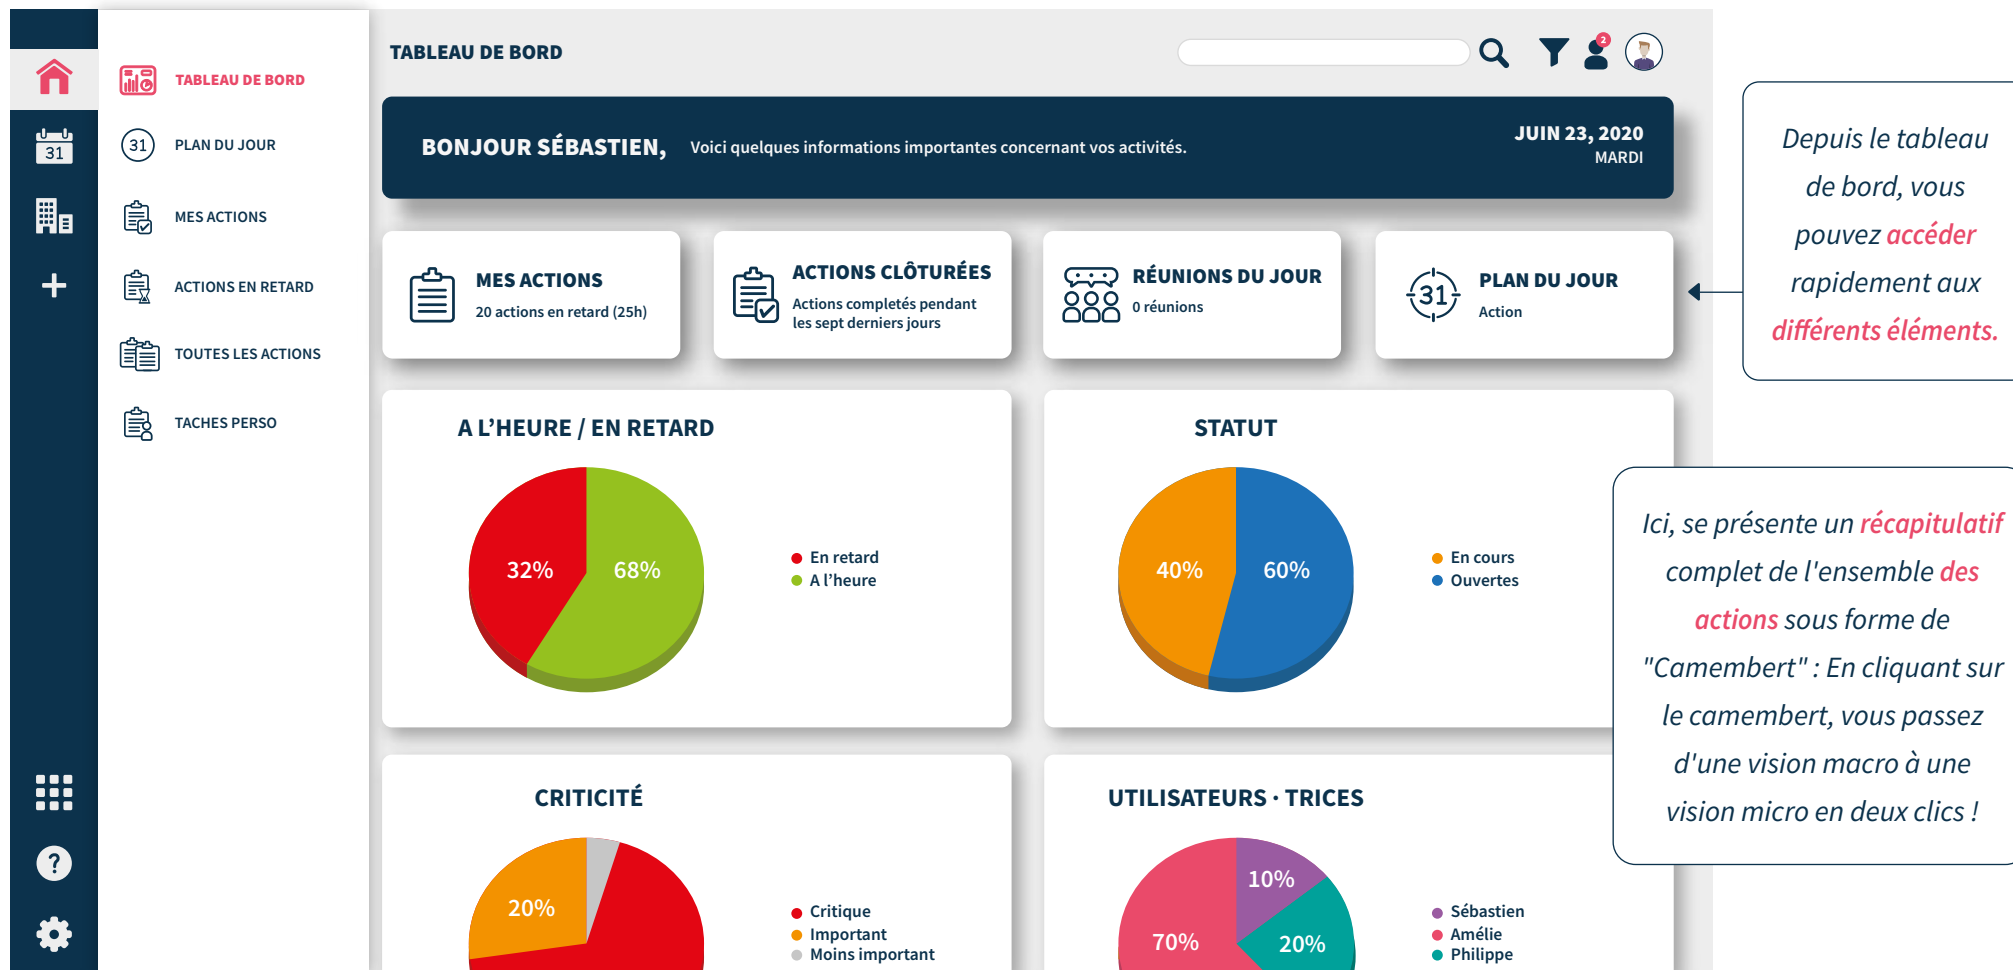 TABLEAU DE BORD
2
31
TABLEAU DE BORD
31
PLAN DU JOUR
MES ACTIONS
ACTIONS EN RETARD
TOUTES LES ACTIONS
TACHES PERSO
BONJOUR SÉBASTIEN, Voici quelques informations importantes concernant vos activités.
JUIN 23, 2020
MARDI
MES ACTIONS
20 actions en retard (25h)
ACTIONS CLÔTURÉES
Actions completés pendant
les sept derniers jours
RÉUNIONS DU JOUR
0 réunions
31
PLAN DU JOUR
Action
Depuis le tableau
de bord, vous
pouvez accéder
rapidement aux
différents éléments.
A L’HEURE / EN RETARD
32%
68%
En retard
A l’heure
STATUT
40%
60%
En cours
Ouvertes
Ici, se présente un récapitulatif
complet de l'ensemble des
actions sous forme de
"Camembert" : En cliquant sur
le camembert, vous passez
d'une vision macro à une
vision micro en deux clics !
CRITICITÉ
20%
Critique
Important
Moins important
UTILISATEURS · TRICES
10%
70%
20%
Sébastien
Amélie
Philippe
?